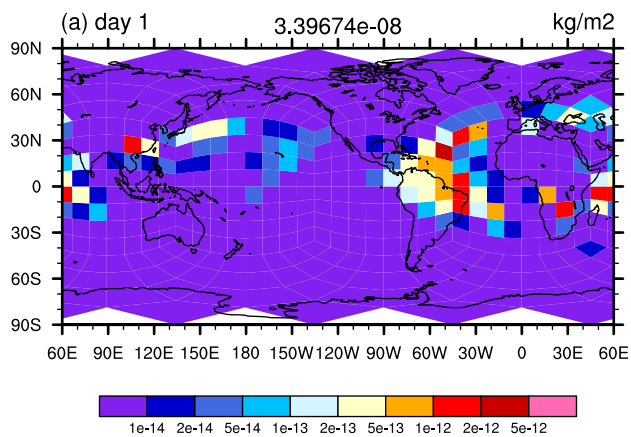 (a) day 1 3.39674e-08 kg/m2
90N
60N
30N
0
30S
60S
90S
60E 90E 120E 150E 180 150W 120W 90W 60W 30W 0 30E 60E
1e-14 2e-14 5e-14 1e-13 2e-13 5e-13 1e-12 2e-12 5e-12